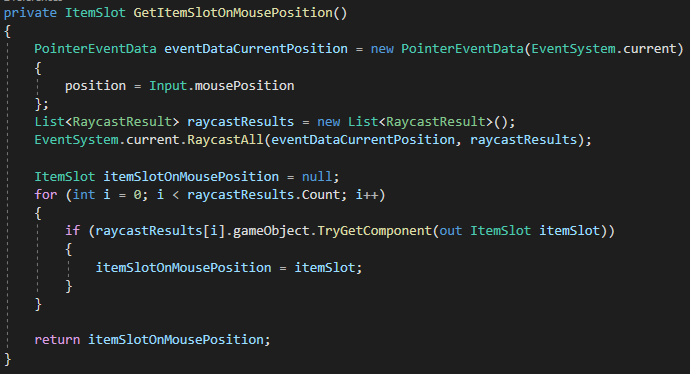 private ItemSlot GetItemSlotOnMousePosition()
{
    PointerEventData eventDataCurrentPosition = new PointerEventData(EventSystem.current)
    {
        position = Input.mousePosition
    };
    List<RaycastResult> raycastResults = new List<RaycastResult>();
    EventSystem.current.RaycastAll(eventDataCurrentPosition, raycastResults);

    ItemSlot itemSlotOnMousePosition = null;
    for (int i = 0; i < raycastResults.Count; i++)
    {
        if (raycastResults[i].gameObject.TryGetComponent(out ItemSlot itemSlot))
        {
            itemSlotOnMousePosition = itemSlot;
        }
    }

    return itemSlotOnMousePosition;
}